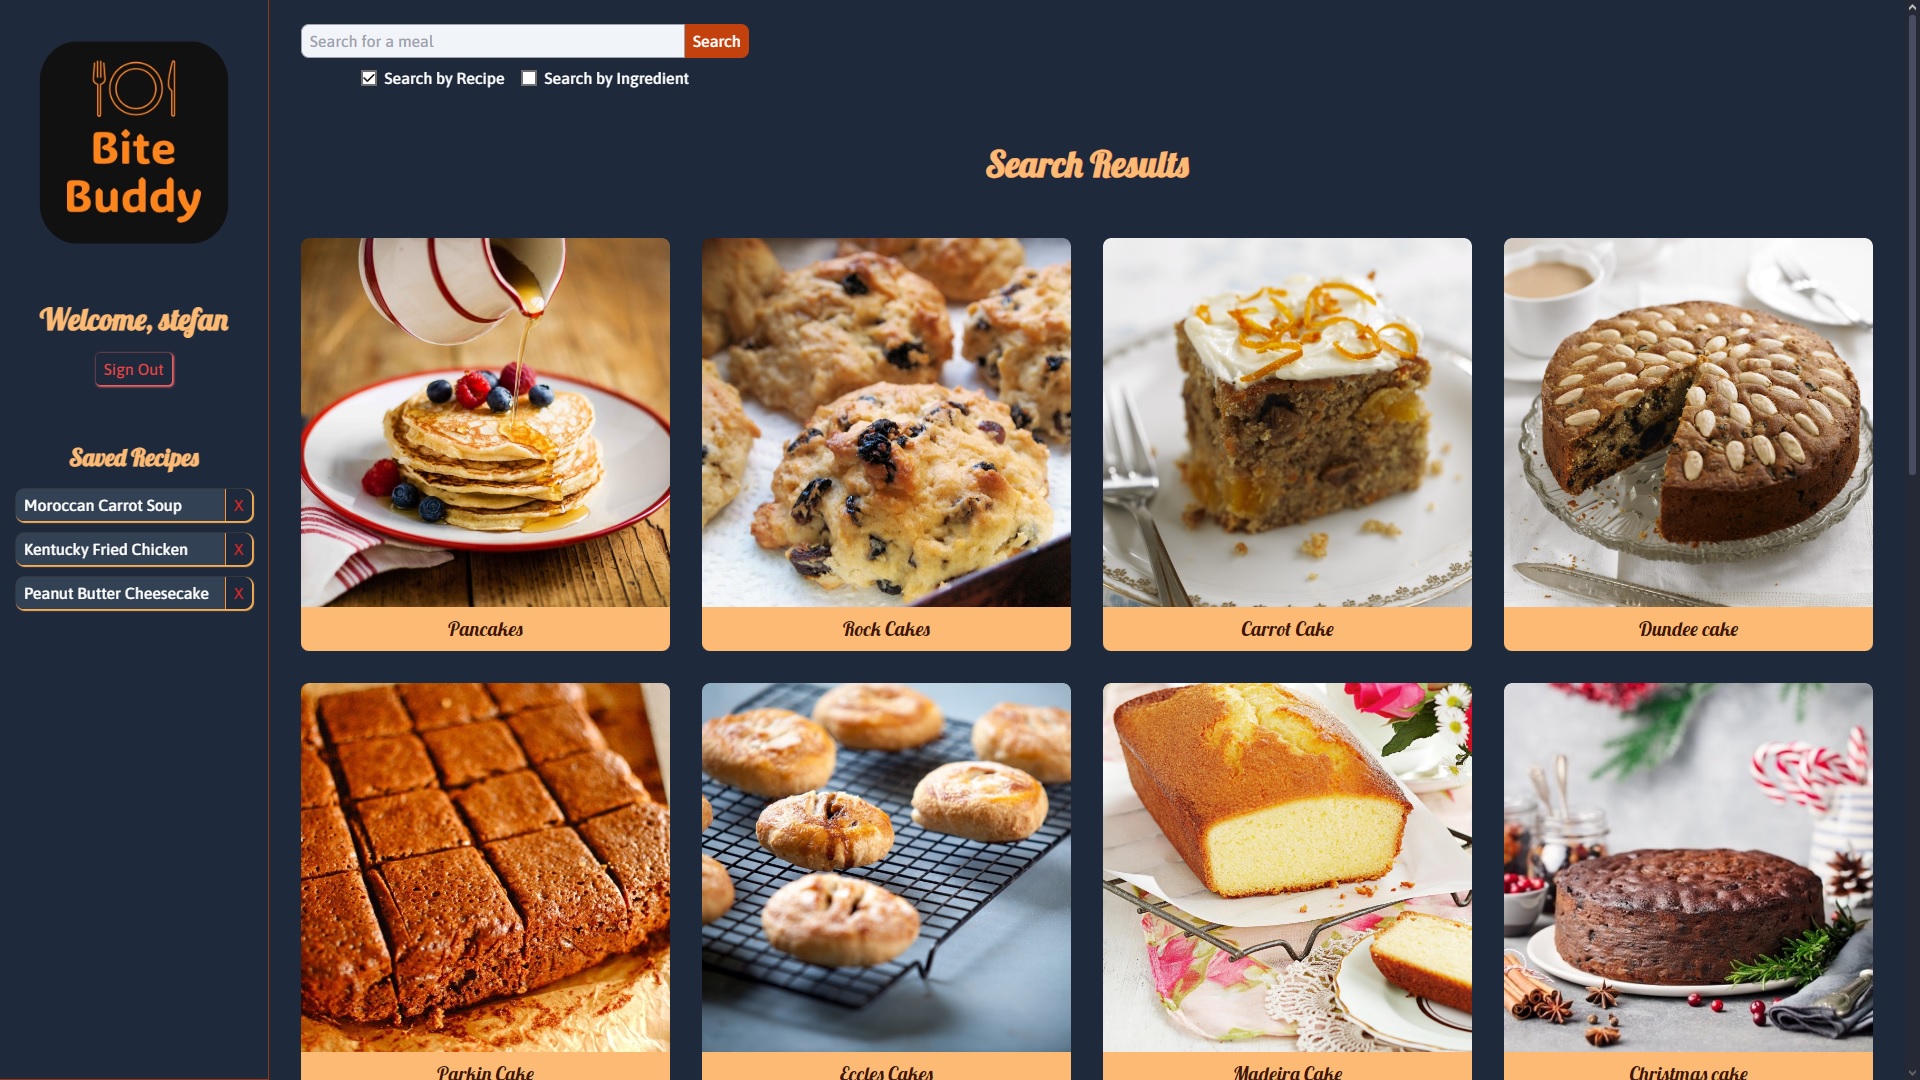 Bite
Buddy
Welcome, stefan
Sign Out
Saved Recipes
Moroccan Carrot Soup X
Kentucky Fried Chicken X
Peanut Butter Cheesecake X
Search for a meal Search
Search by Recipe Search by Ingredient
Search Results
Pancakes
Rock Cakes
Carrot Cake
Dundee cake
Parkin Cake
Eccles Cakes
Madeira Cake
Christmas cake